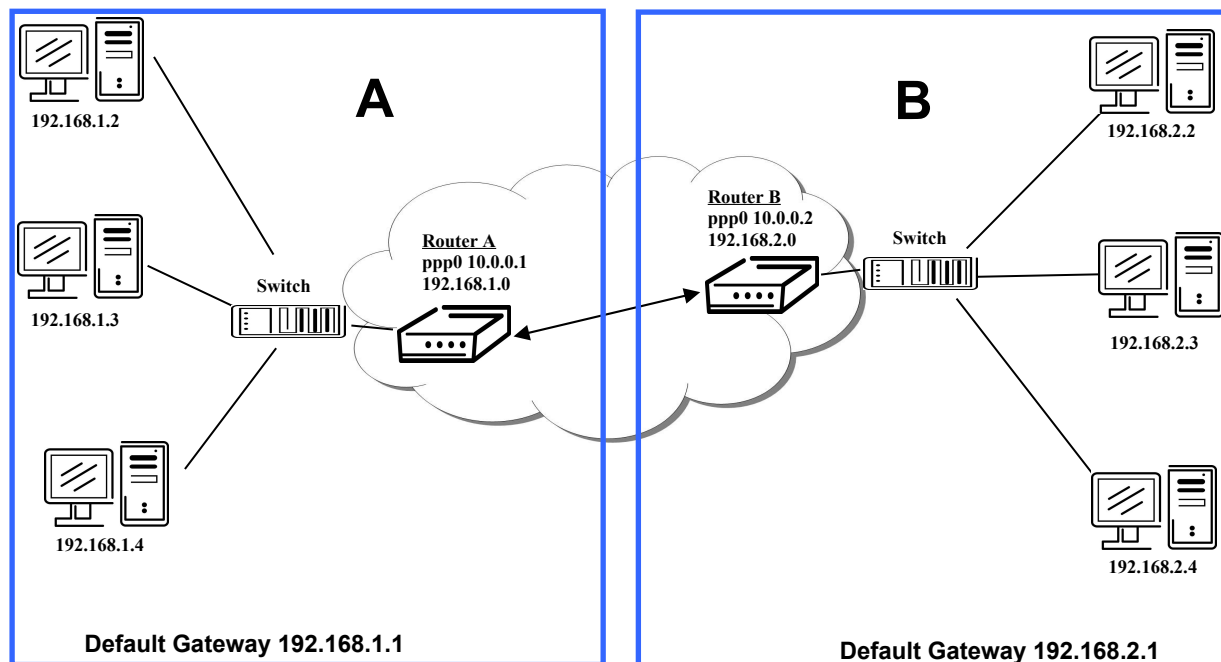 A
192.168.1.2
192.168.1.3
192.168.1.4
Switch
Router A
ppp0 10.0.0.1
192.168.1.0
Default Gateway 192.168.1.1
B
Router B
ppp0 10.0.0.2
192.168.2.0
Switch
192.168.2.2
192.168.2.3
192.168.2.4
Default Gateway 192.168.2.1